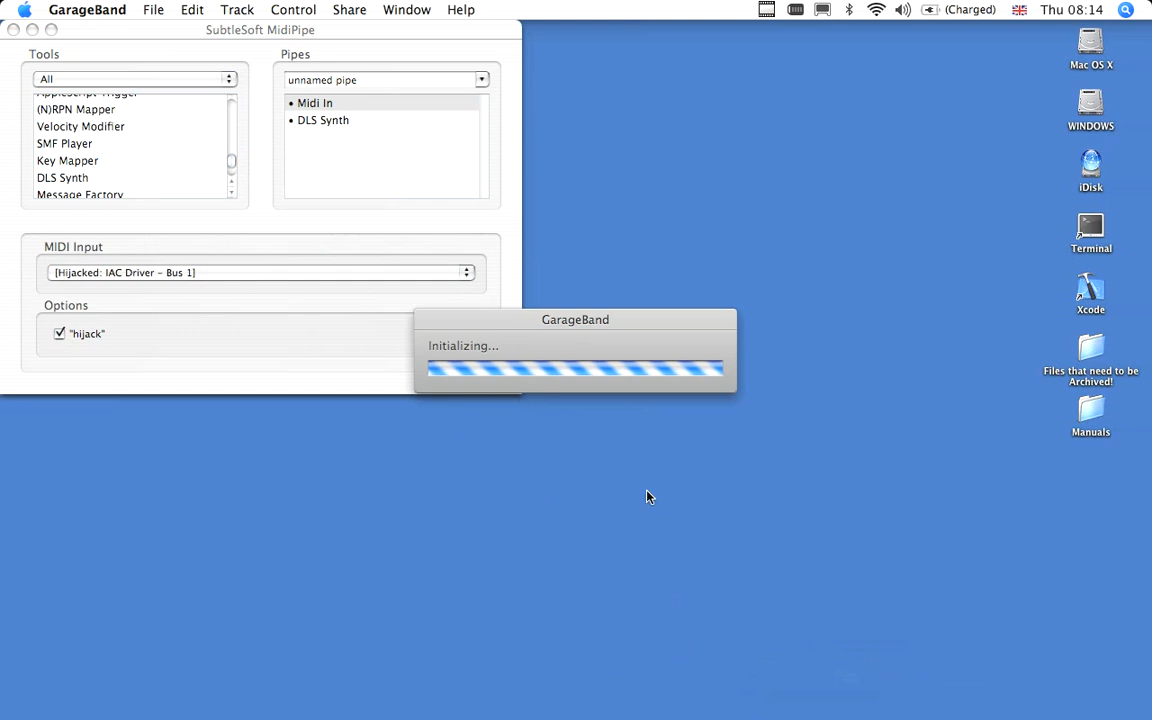 GarageBand File Edit Track Control Share Window Help (Charged) Thu 08:14
SubtleSoft MidiPipe
Tools
All
(N)RPN Mapper
Velocity Modifier
SMF Player
Key Mapper
DLS Synth
Message Factory
Pipes
unnamed pipe
• Midi In
• DLS Synth
MIDI Input
[Hijacked: IAC Driver - Bus 1]
Options
"hijack"
GarageBand
Initializing...
Mac OS X
WINDOWS
iDisk
Terminal
Xcode
Files that need to be
Archived!
Manuals